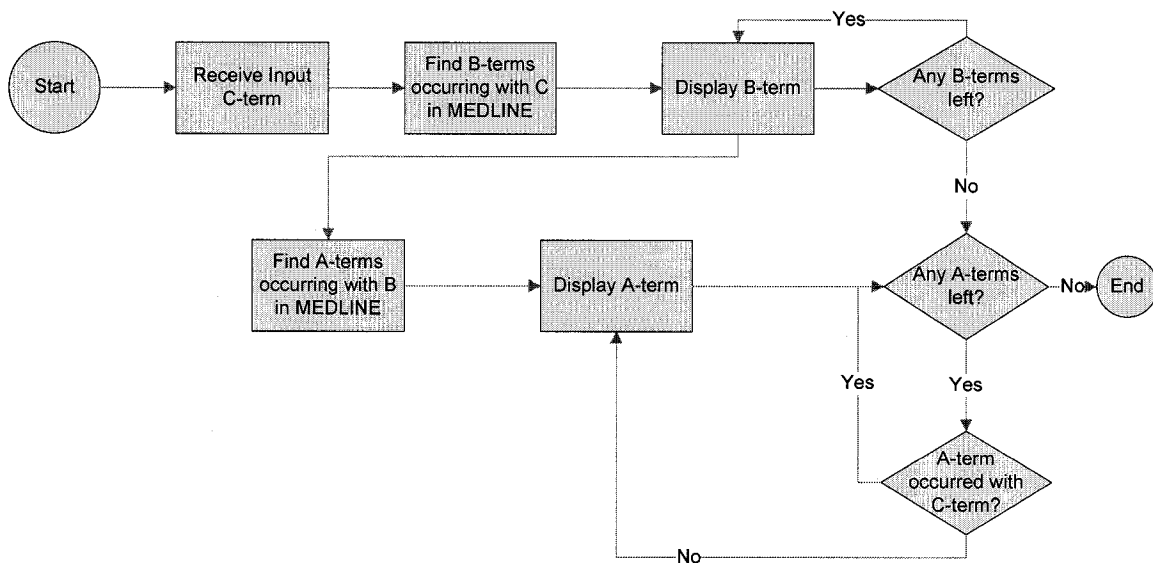 Yes
Start
Receive Input
C-term
Find B-terms
occurring with C
in MEDLINE
Display B-term
Any B-terms
left?
No
Find A-terms
occurring with B
in MEDLINE
Display A-term
Any A-terms
left?
No
End
Yes
Yes
A-term
occurred with
C-term?
No